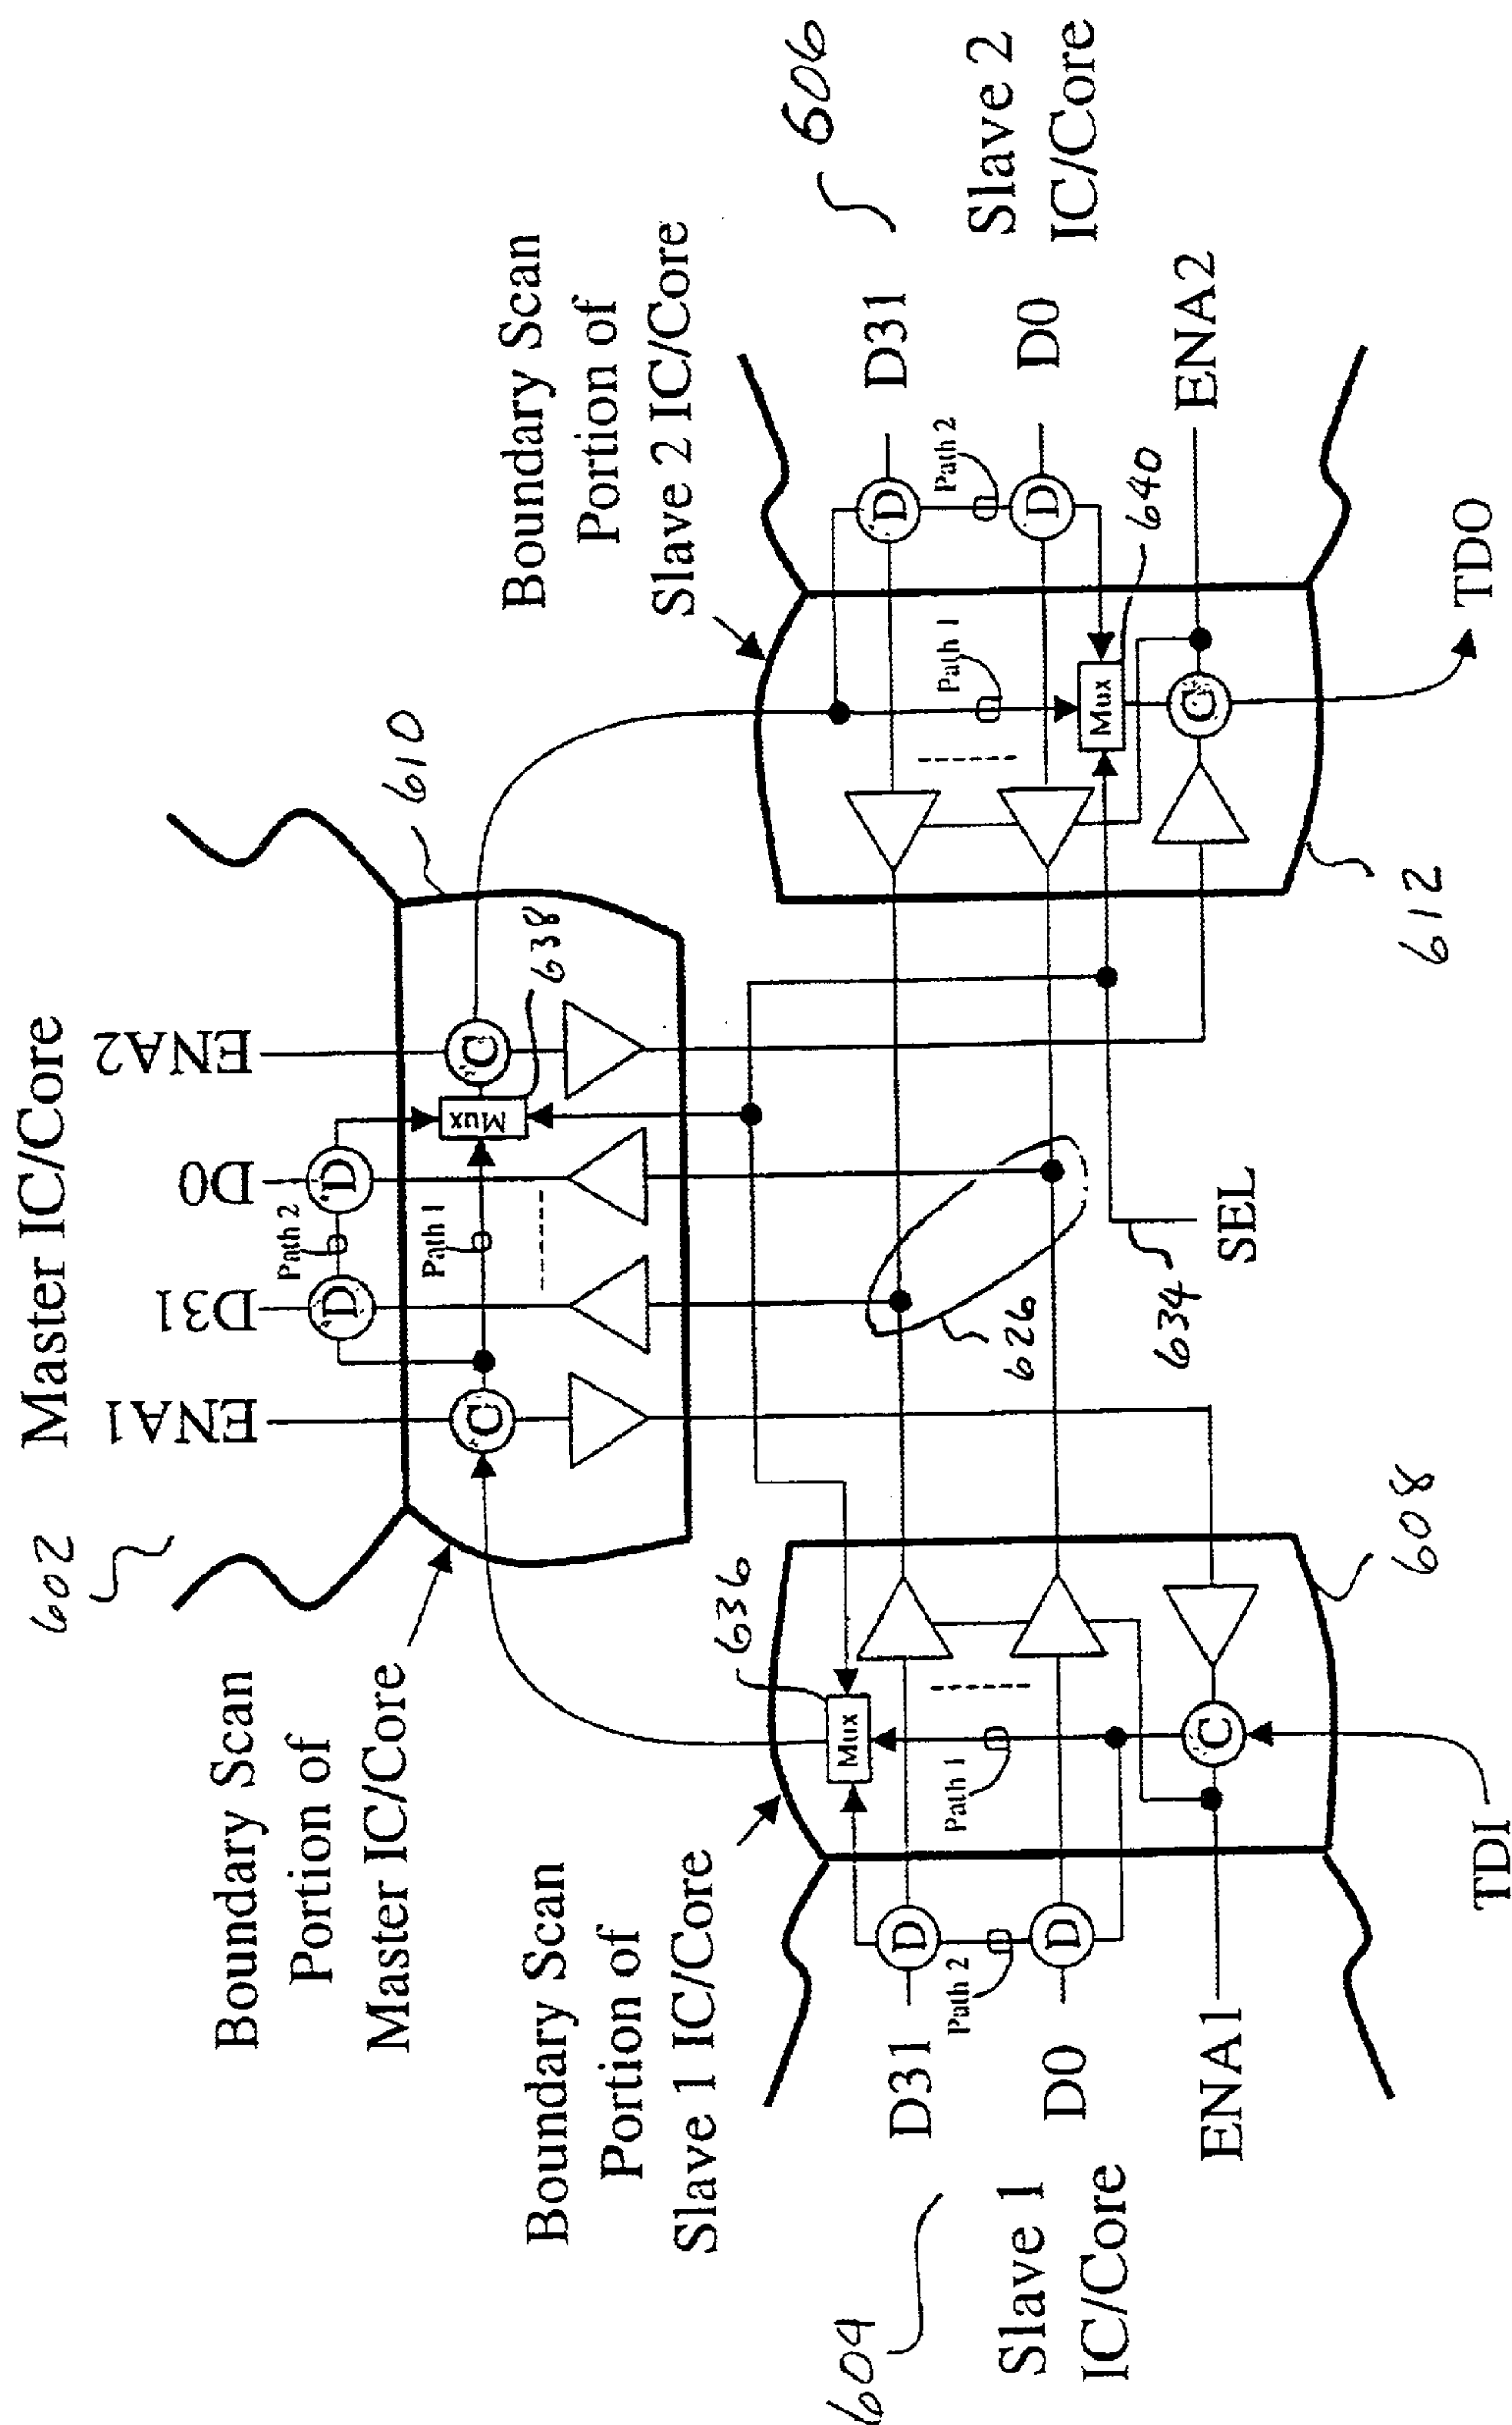 Master IC/Core
602
Boundary Scan
Portion of
Master IC/Core
ENA1
D31
D0
ENA2
Path 2
Path 1
D
D
C
C
Mux
638
610
Boundary Scan
Portion of
Slave 1 IC/Core
636
Mux
Boundary Scan
Portion of
Slave 2 IC/Core
606
Slave 2
IC/Core
604
Slave 1
IC/Core
D31
D0
ENA1
D
D
Path 2
Path 1
C
TDI
608
626
634
SEL
D31
D0
ENA2
D
D
Path 2
Path 1
Mux
640
C
TDO
612